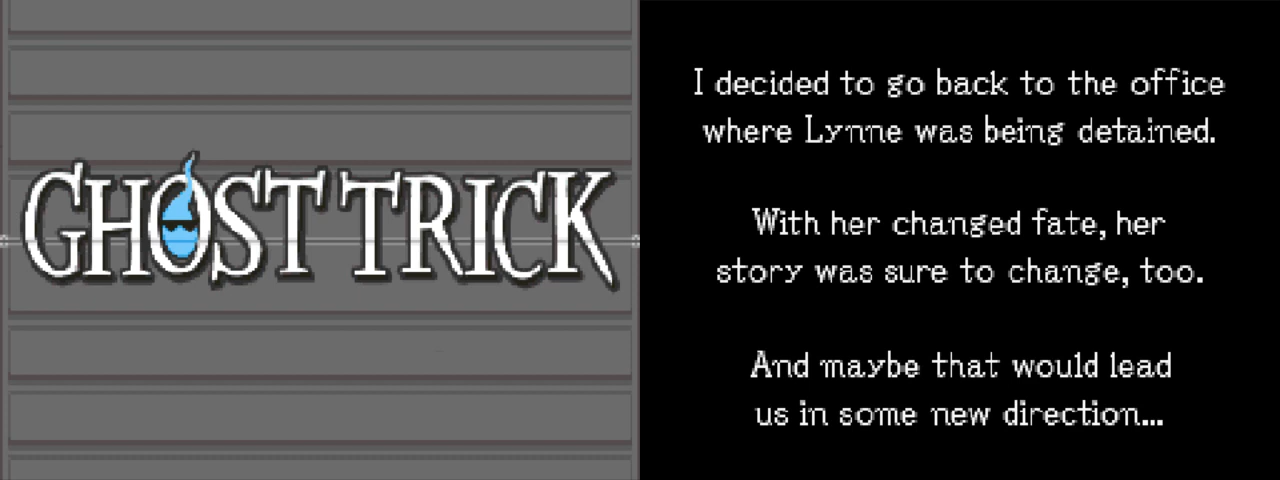 GHOST TRICK
I decided to go back to the office
where Lynne was being detained.
With her changed fate, her
story was sure to change, too.
And maybe that would lead
us in some new direction...